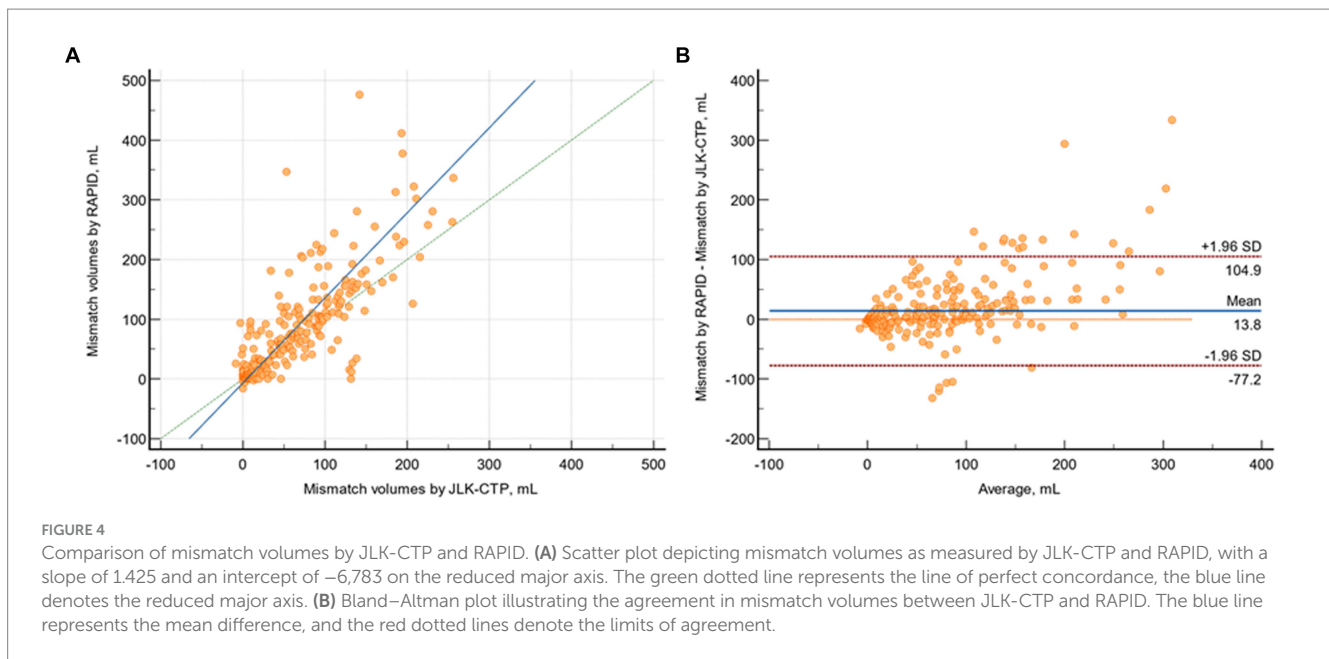 A
500
400
300
200
100
0
-100
-100
0
100
200
300
400
500
Mismatch volumes by RAPID, mL
Mismatch volumes by JLK-CTP, mL
B
400
300
200
100
0
-100
-200
-100
0
100
200
300
400
Mismatch by RAPID - Mismatch by JLK-CTP, mL
Average, mL
+1.96 SD
104.9
Mean
13.8
-1.96 SD
-77.2
FIGURE 4
Comparison of mismatch volumes by JLK-CTP and RAPID. (A) Scatter plot depicting mismatch volumes as measured by JLK-CTP and RAPID, with a
slope of 1.425 and an intercept of −6,783 on the reduced major axis. The green dotted line represents the line of perfect concordance, the blue line
denotes the reduced major axis. (B) Bland–Altman plot illustrating the agreement in mismatch volumes between JLK-CTP and RAPID. The blue line
represents the mean difference, and the red dotted lines denote the limits of agreement.